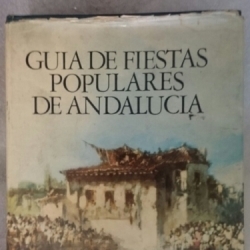 GUIA DE FIESTAS
POPULARES
DE ANDALUCIA